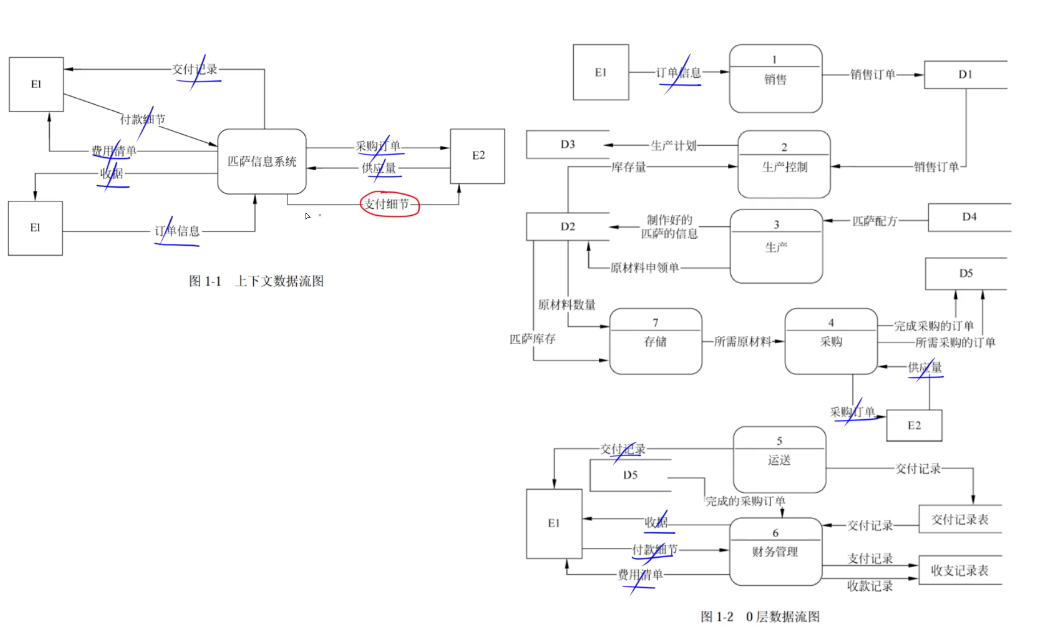 交付记录
E1
付款细节
费用清单
收据
匹萨信息系统
采购订单
供应量
E2
支付细节
E1
订单信息
图 1-1 上下文数据流图
E1
订单信息
1
销售
销售订单
D1
D3
生产计划
2
生产控制
库存量
销售订单
D2
制作好的
匹萨的信息
3
生产
匹萨配方
D4
原材料申领单
D5
原材料数量
匹萨库存
7
存储
所需原材料
4
采购
完成采购的订单
所需采购的订单
供应量
采购订单
E2
交付记录
5
运送
交付记录
D5
完成的采购订单
E1
收据
付款细节
费用清单
6
财务管理
交付记录
交付记录表
支付记录
收款记录
收支记录表
图 1-2 0 层数据流图